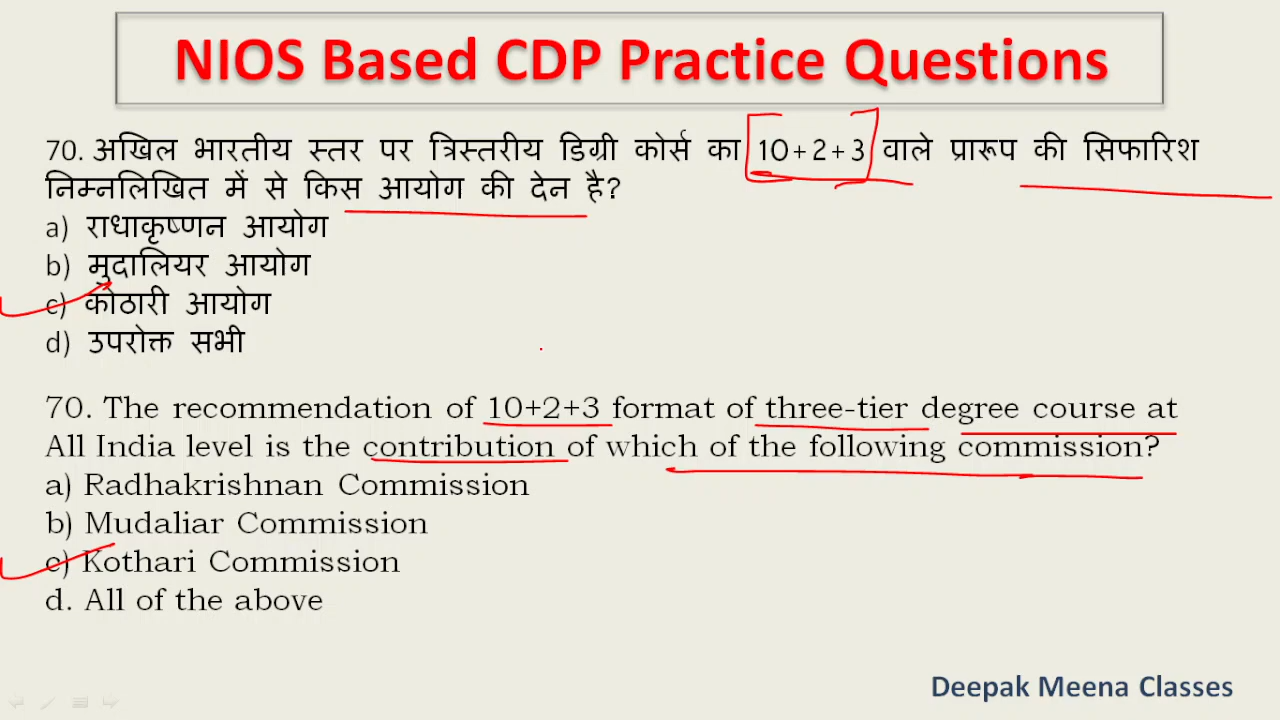 NIOS Based CDP Practice Questions
70. अखिल भारतीय स्तर पर त्रिस्तरीय डिग्री कोर्स का 10+2+3 वाले प्रारूप की सिफारिश
निम्नलिखित में से किस आयोग की देन है?
a) राधाकृष्णन आयोग
b) मुदालियर आयोग
c) कोठारी आयोग
d) उपरोक्त सभी
70. The recommendation of 10+2+3 format of three-tier degree course at
All India level is the contribution of which of the following commission?
a) Radhakrishnan Commission
b) Mudaliar Commission
c) Kothari Commission
d. All of the above
Deepak Meena Classes